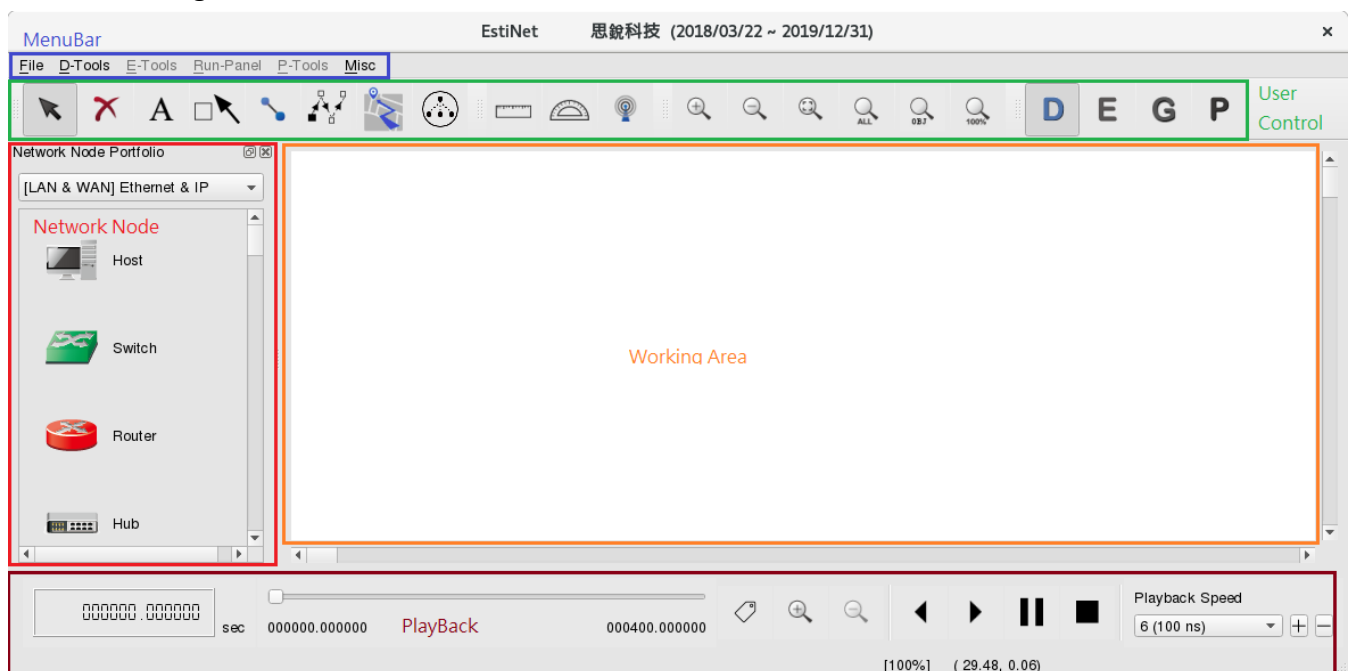 EstiNet 思銳科技 (2018/03/22 ~ 2019/12/31)
MenuBar
File D-Tools E-Tools Run-Panel P-Tools Misc
A ALL OBJ 100% D E G P
User
Control
Network Node Portfolio
[LAN & WAN] Ethernet & IP
Network Node
Host
Switch
Router
Hub
Working Area
000000.000000 sec
000000.000000 PlayBack 000400.000000
Playback Speed
6 (100 ns)
[100%] ( 29.48, 0.06)